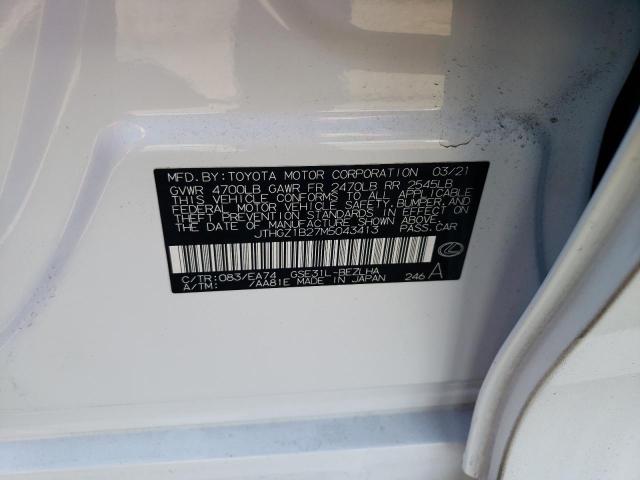 MFD.BY:TOYOTA MOTOR CORPORATION 03/21
GVWR 4700LB GAWR FR 2470LB RR 2545LB
THIS VEHICLE CONFORMS TO ALL APPLICABLE
FEDERAL MOTOR VEHICLE SAFETY, BUMPER, AND
THEFT PREVENTION STANDARDS IN EFFECT ON
THE DATE OF MANUFACTURE SHOWN ABOVE.
JTHGZ1B27M5043413 PASS.CAR
C/TR:083/EA74 GSE31L-BEZLHA
A/TM: /AA81E MADE IN JAPAN 246 A